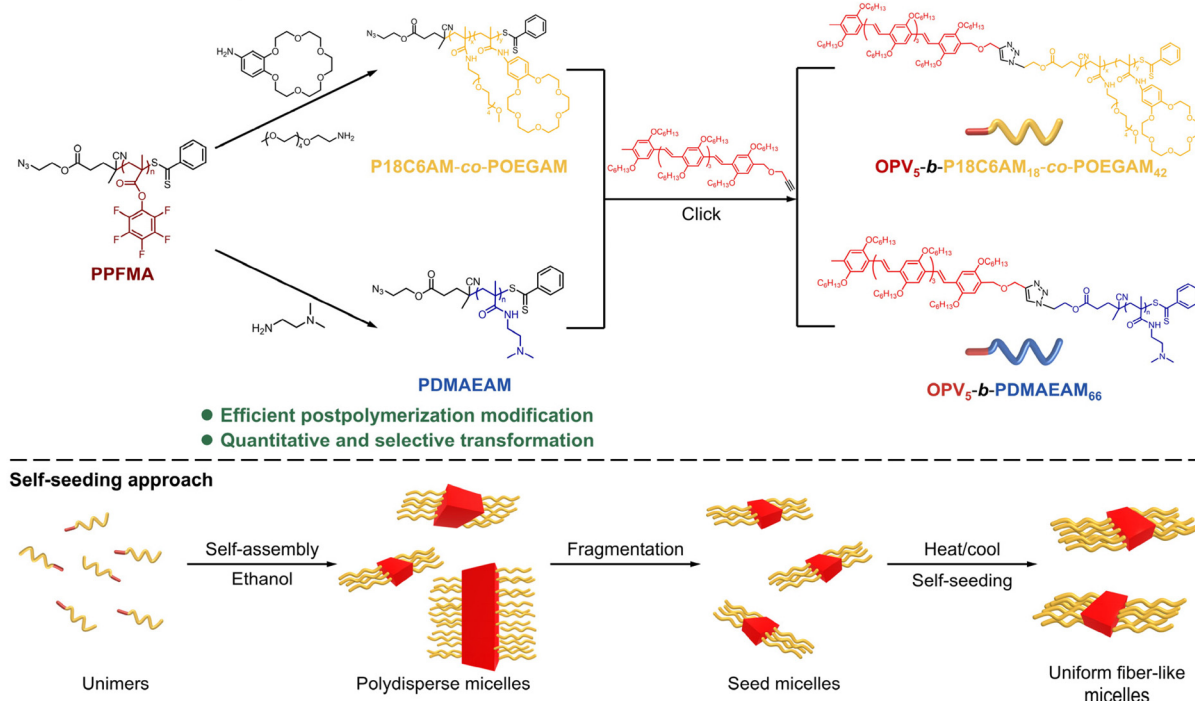 PPFMA
P18C6AM-co-POEGAM
PDMAEAM
Click
OPV5-b-P18C6AM18-co-POEGAM42
OPV5-b-PDMAEAM66
● Efficient postpolymerization modification
● Quantitative and selective transformation
Self-seeding approach
Self-assembly
Ethanol
Fragmentation
Heat/cool
Self-seeding
Unimers
Polydisperse micelles
Seed micelles
Uniform fiber-like
micelles